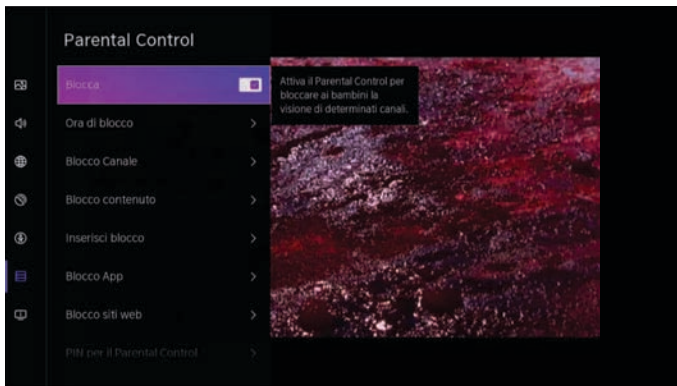 Parental Control
Blocca
Attiva il Parental Control per
bloccare ai bambini la
visione di determinati canali.
Ora di blocco
Blocco Canale
Blocco contenuto
Inserisci blocco
Blocco App
Blocco siti web
PIN per il Parental Control